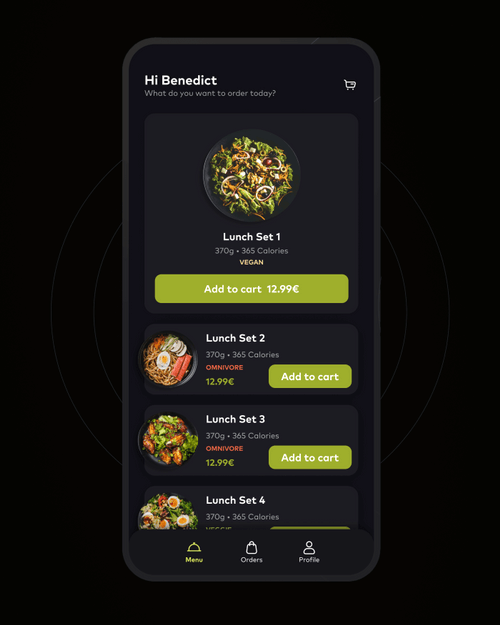 Hi Benedict
What do you want to order today?
Lunch Set 1
370g • 365 Calories
VEGAN
Add to cart 12.99€
Lunch Set 2
370g • 365 Calories
OMNIVORE
12.99€
Add to cart
Lunch Set 3
370g • 365 Calories
OMNIVORE
12.99€
Add to cart
Lunch Set 4
370g • 365 Calories
VEGGIE
Menu
Orders
Profile